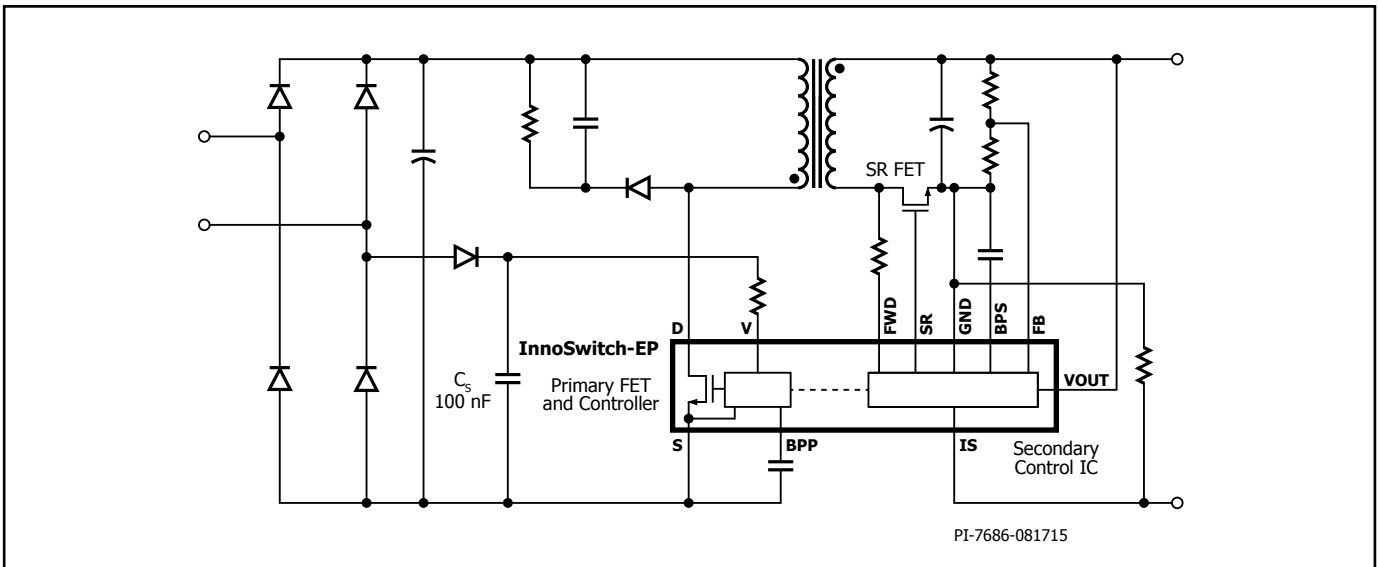 SR FET
FWD
SR
GND
BPS
FB
D
V
InnoSwitch-EP
VOUT
C_S
100 nF
Primary FET
and Controller
S
BPP
IS
Secondary
Control IC
PI-7686-081715